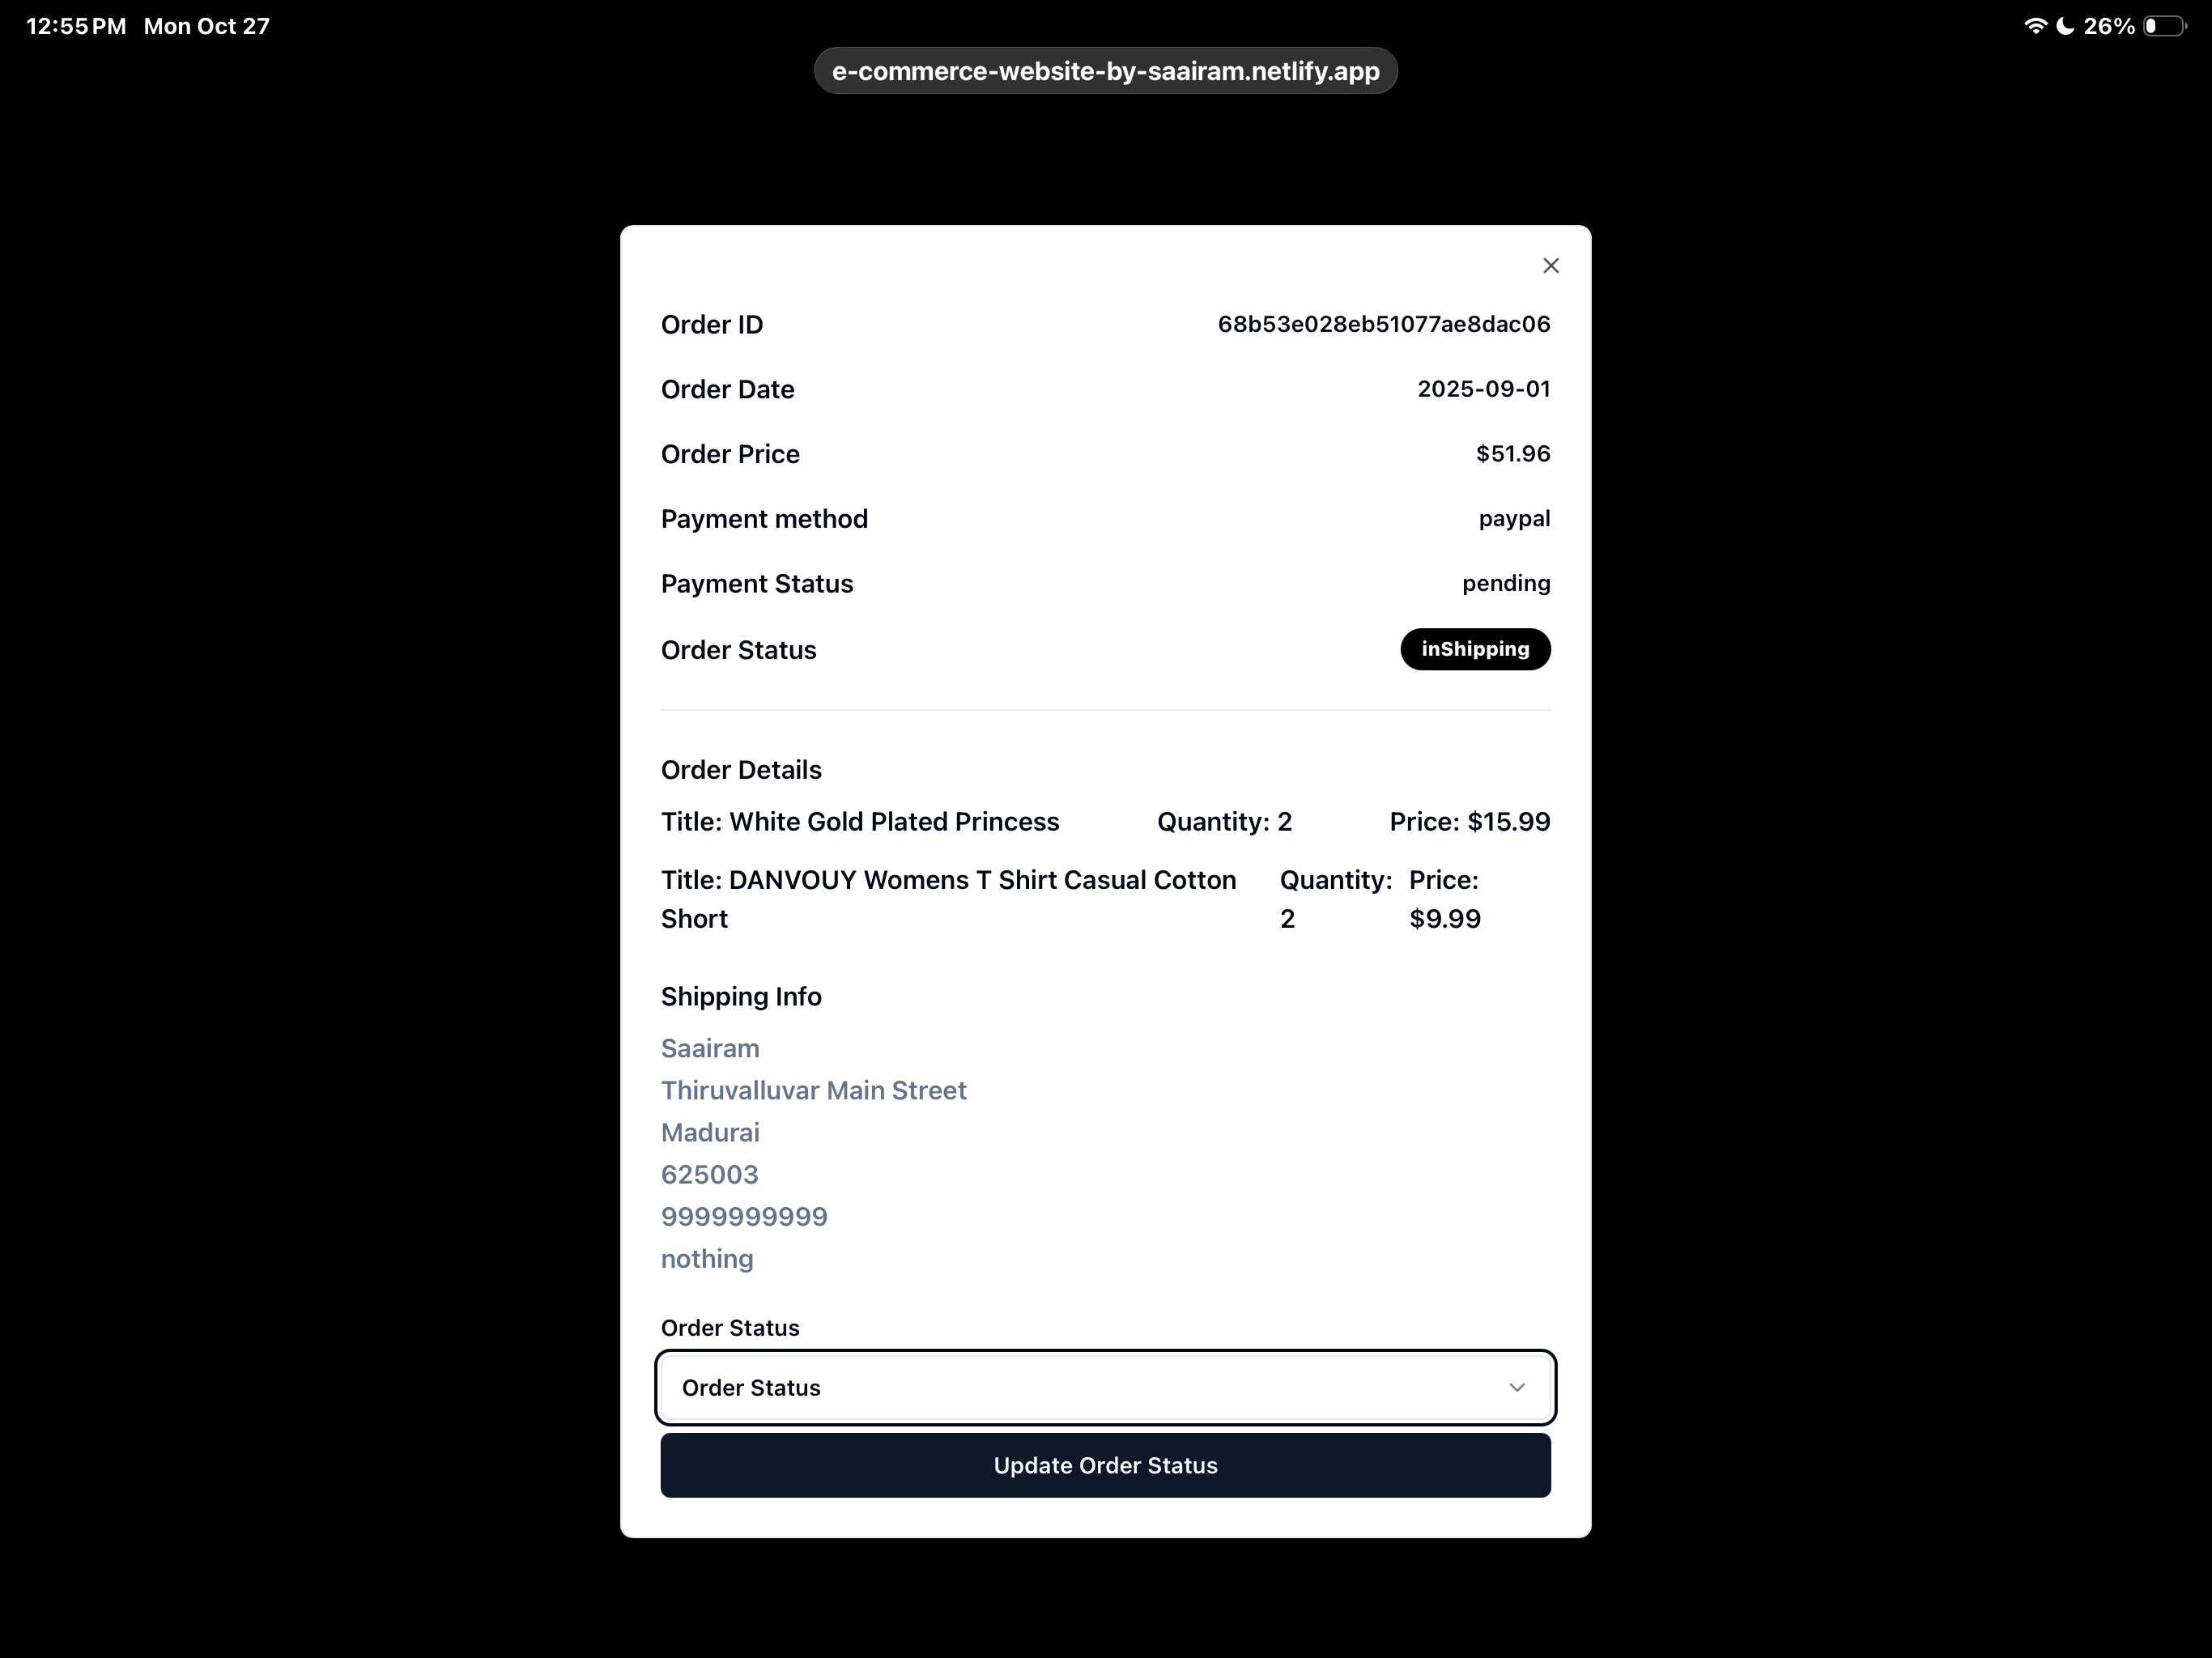 12:55 PM Mon Oct 27 26%
e-commerce-website-by-saairam.netlify.app
Order ID 68b53e028eb51077ae8dac06
Order Date 2025-09-01
Order Price $51.96
Payment method paypal
Payment Status pending
Order Status inShipping
Order Details
Title: White Gold Plated Princess Quantity: 2 Price: $15.99
Title: DANVOUY Womens T Shirt Casual Cotton Quantity: Price:
Short 2 $9.99
Shipping Info
Saairam
Thiruvalluvar Main Street
Madurai
625003
9999999999
nothing
Order Status
Order Status
Update Order Status